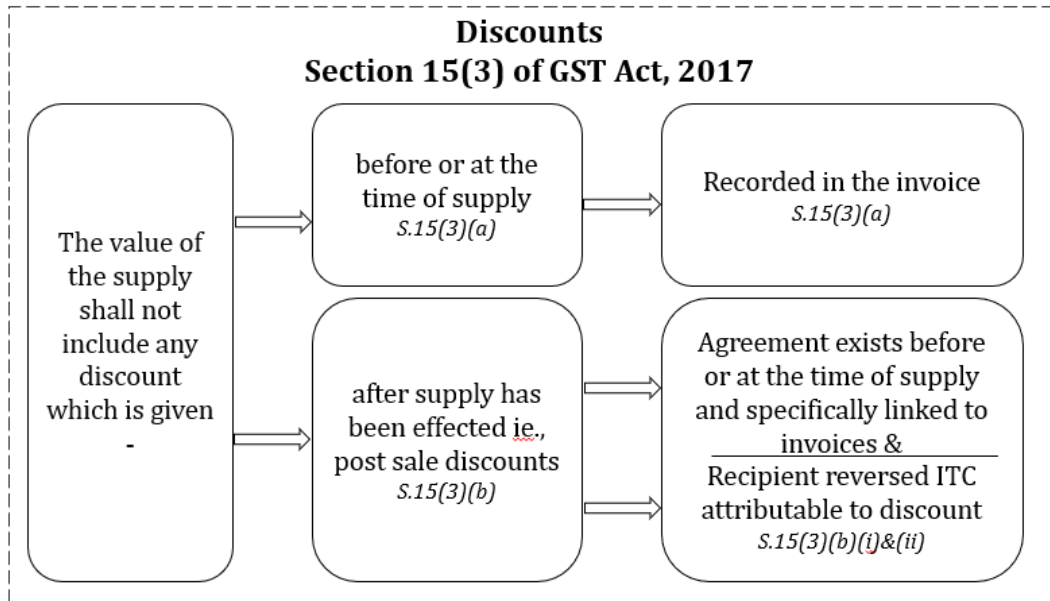 Discounts
Section 15(3) of GST Act, 2017
The value of
the supply
shall not
include any
discount
which is given
-
before or at the
time of supply
S.15(3)(a)
Recorded in the invoice
S.15(3)(a)
after supply has
been effected ie.,
post sale discounts
S.15(3)(b)
Agreement exists before
or at the time of supply
and specifically linked to
invoices &
Recipient reversed ITC
attributable to discount
S.15(3)(b)(i)&(ii)